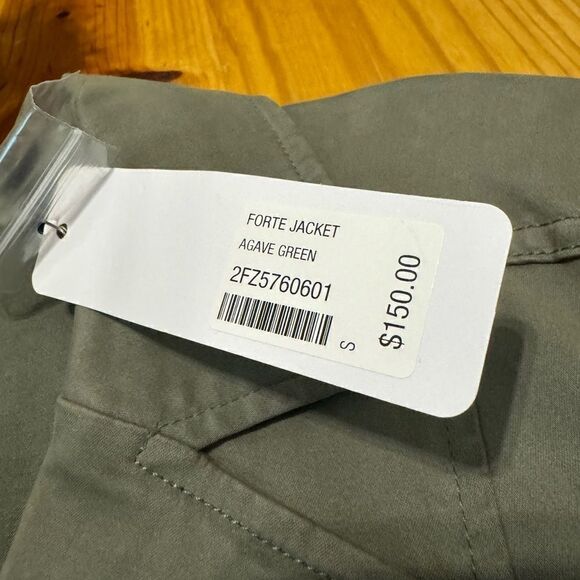 FORTE JACKET
AGAVE GREEN
2FZ5760601
S
$150.00